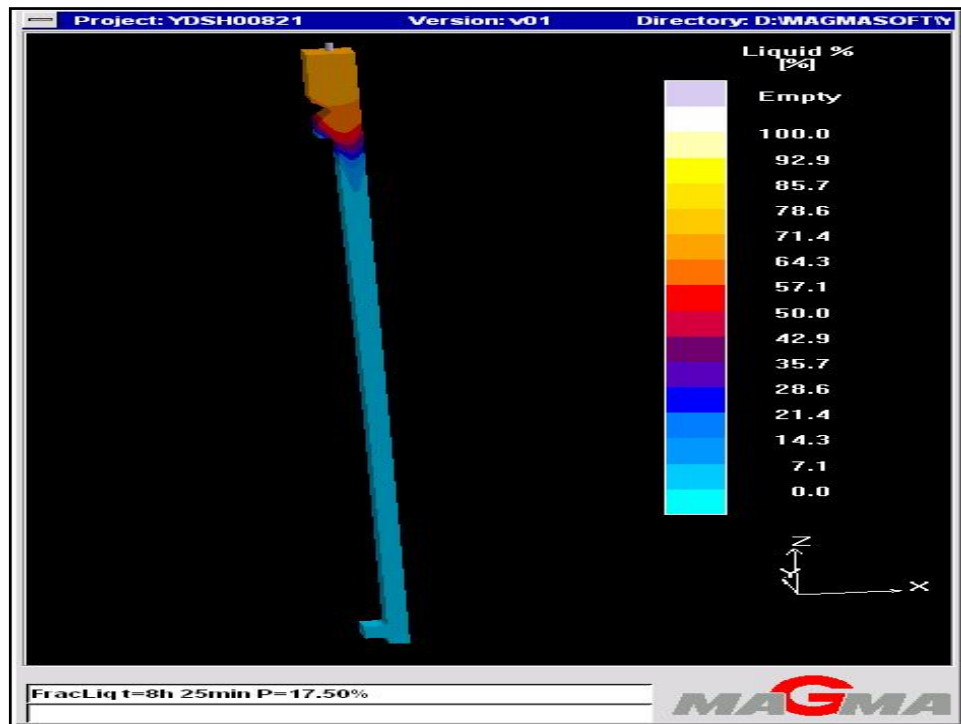 Project: YDSH00821 Version: v01 Directory: D:\MAGMASOFT\Y
Liquid %
[%]
Empty
100.0
92.9
85.7
78.6
71.4
64.3
57.1
50.0
42.9
35.7
28.6
21.4
14.3
7.1
0.0
Z
Y
X
FracLiq t=8h 25min P=17.50%
MAGMA